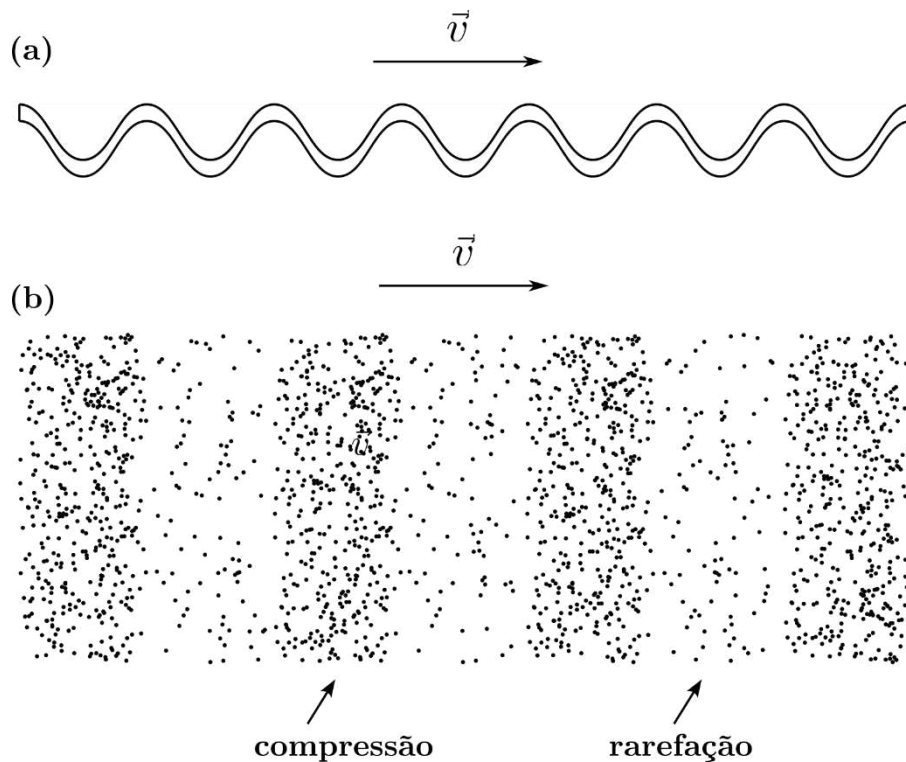 v⃗
(a)
v⃗
(b)
v⃗
compressão
rarefação